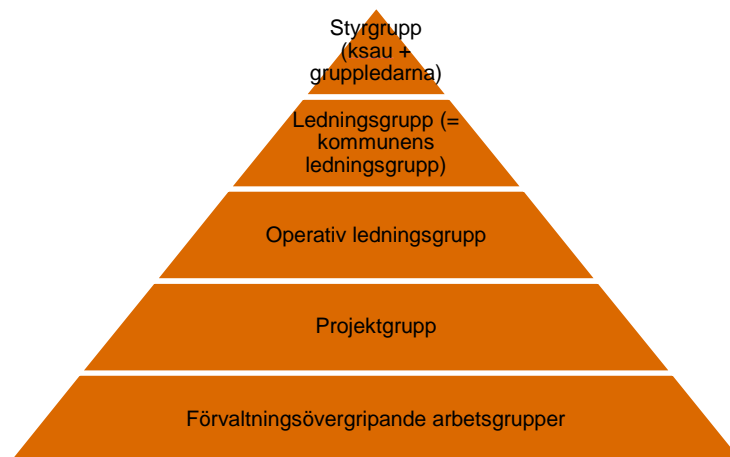 Styrgrupp
(ksau +
gruppledarna)
Ledningsgrupp (=
kommunens
ledningsgrupp)
Operativ ledningsgrupp
Projektgrupp
Förvaltningsövergripande arbetsgrupper